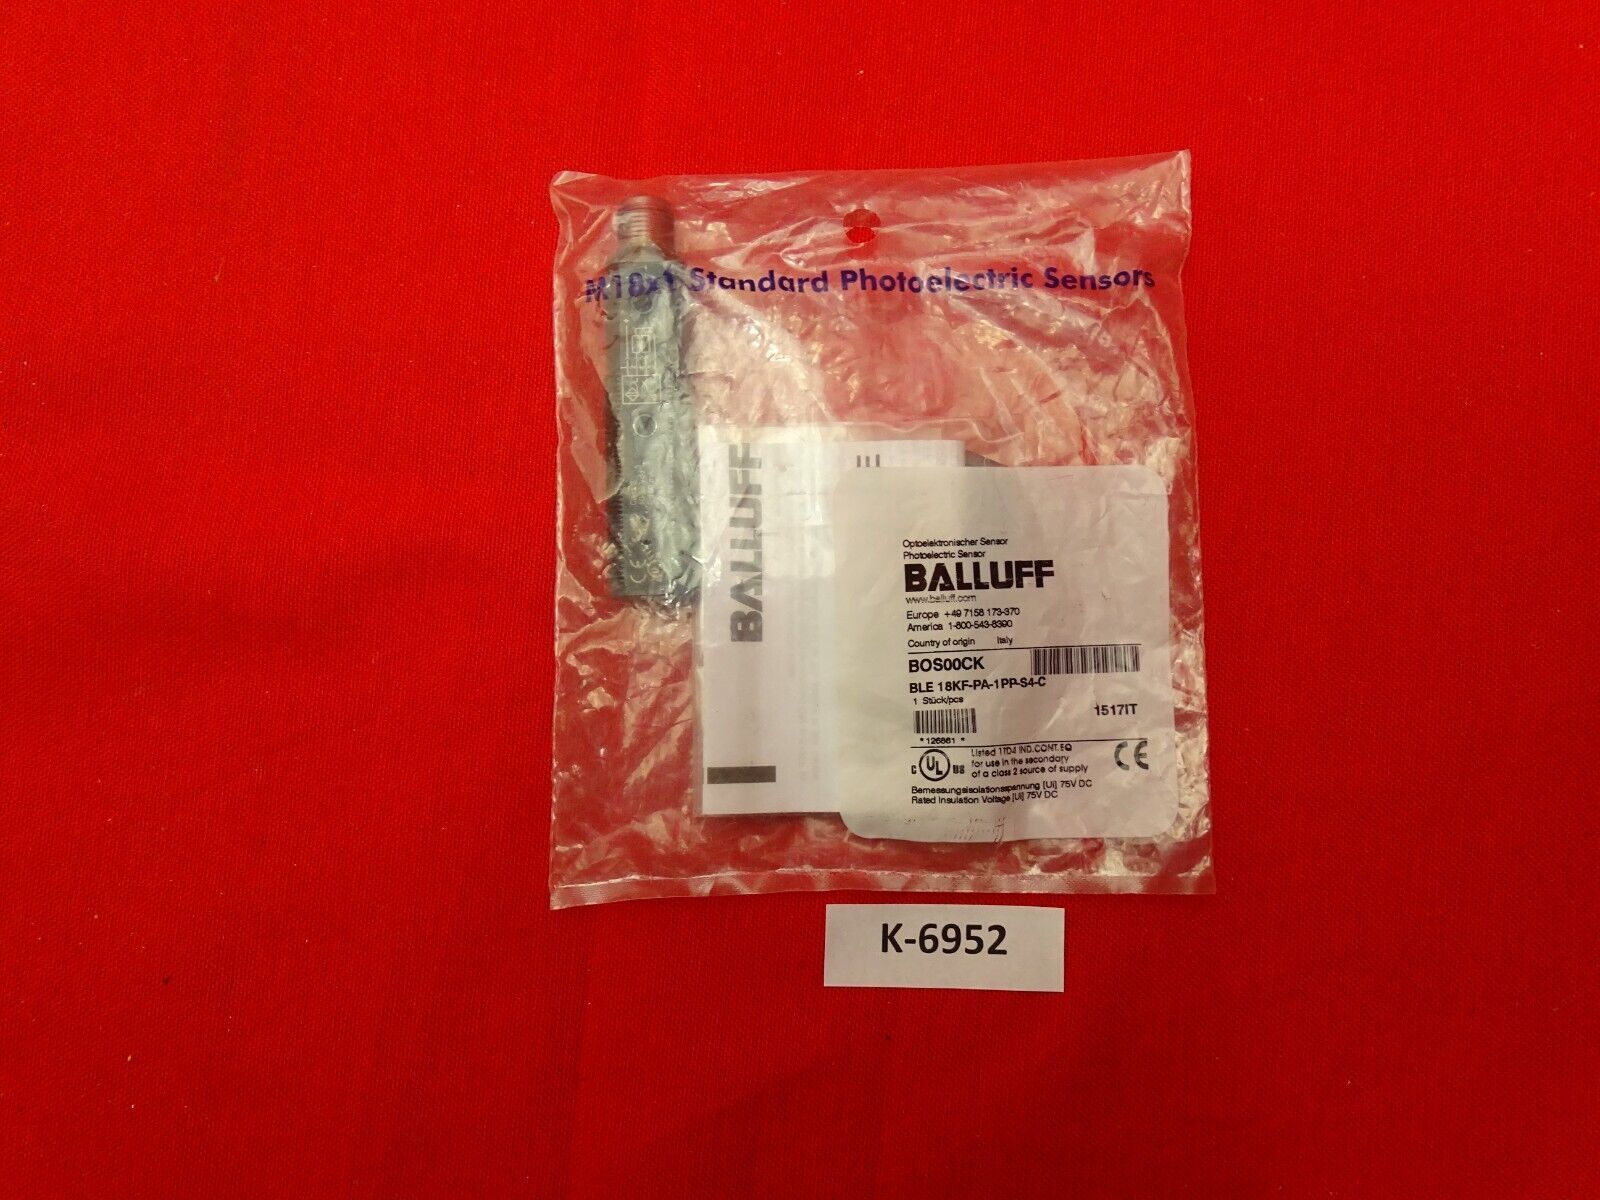 M18x1 Standard Photoelectric Sensors
BALLUFF
Optoelektronischer Sensor
Photoelectric Sensor
BALLUFF
www.balluff.com
Europe +49 7158 173-370
America 1-800-543-8390
Country of origin Italy
BOS00CK
BLE 18KF-PA-1PP-S4-C
1 Stück/pcs
1517IT
*126861*
C UL US
Listed 11D4 IND.CONT.EQ
for use in the secondary
of a class 2 source of supply
CE
Bemessungsisolationsspannung [Ui] 75V DC
Rated Insulation Voltage [Ui] 75V DC
CE
K-6952